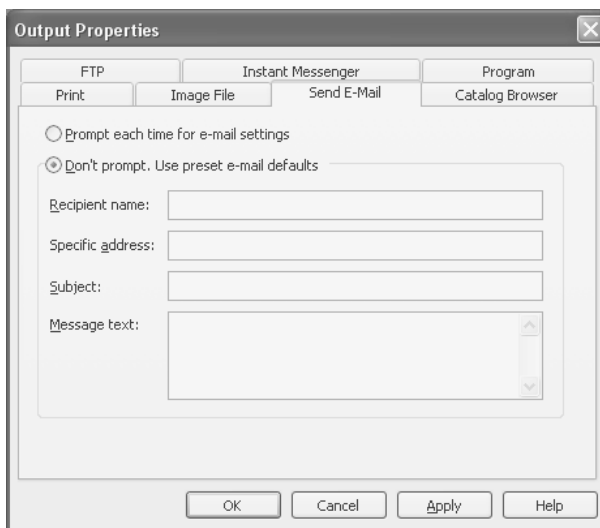 Output Properties
FTP Instant Messenger Program
Print Image File Send E-Mail Catalog Browser
Prompt each time for e-mail settings
Don't prompt. Use preset e-mail defaults
Recipient name:
Specific address:
Subject:
Message text:
OK Cancel Apply Help